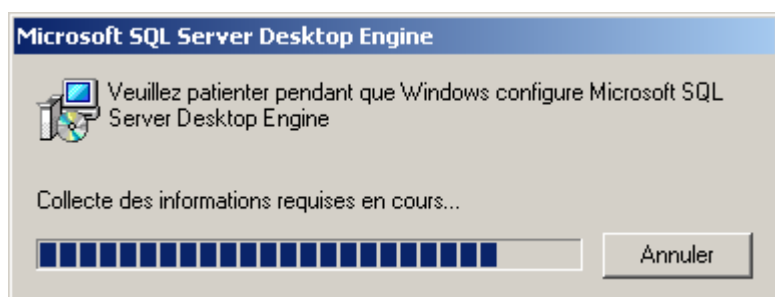 Microsoft SQL Server Desktop Engine
Veuillez patienter pendant que Windows configure Microsoft SQL
Server Desktop Engine
Collecte des informations requises en cours...
Annuler